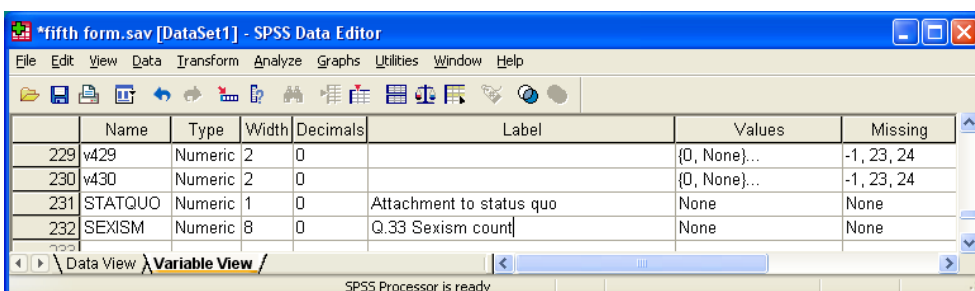 *fifth form.sav [DataSet1] - SPSS Data Editor
File Edit View Data Transform Analyze Graphs Utilities Window Help
Name Type Width Decimals Label Values Missing
229 v429 Numeric 2 0 {0, None}... -1, 23, 24
230 v430 Numeric 2 0 {0, None}... -1, 23, 24
231 STATQUO Numeric 1 0 Attachment to status quo None None
232 SEXISM Numeric 8 0 Q.33 Sexism count None None
Data View Variable View
SPSS Processor is ready